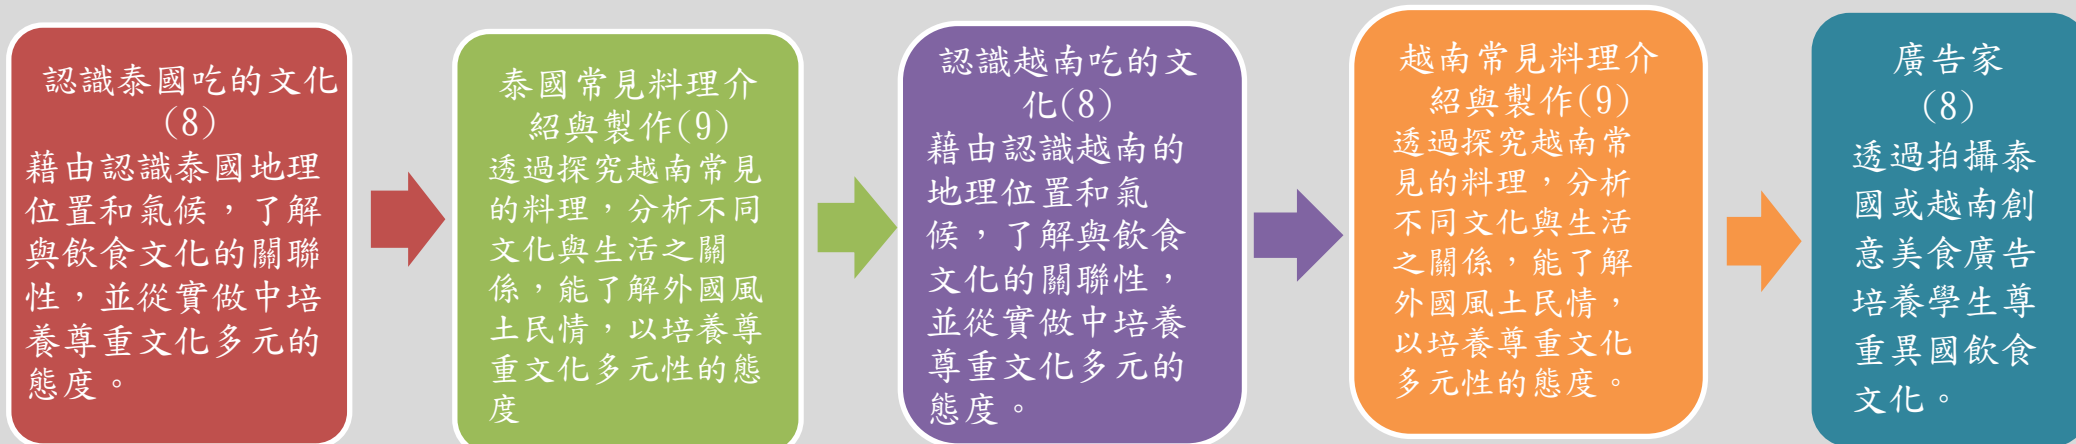 認識泰國吃的文化
(8)
藉由認識泰國地理
位置和氣候，了解
與飲食文化的關聯
性，並從實做中培
養尊重文化多元的
態度。
泰國常見料理介
紹與製作(9)
透過探究越南常見
的料理，分析不同
文化與生活之關
係，能了解外國風
土民情，以培養尊
重文化多元性的態
度
認識越南吃的文
化(8)
藉由認識越南的
地理位置和氣
候，了解與飲食
文化的關聯性，
並從實做中培養
尊重文化多元的
態度。
越南常見料理介
紹與製作(9)
透過探究越南常
見的料理，分析
不同文化與生活
之關係，能了解
外國風土民情，
以培養尊重文化
多元性的態度。
廣告家
(8)
透過拍攝泰
國或越南創
意美食廣告
培養學生尊
重異國飲食
文化。